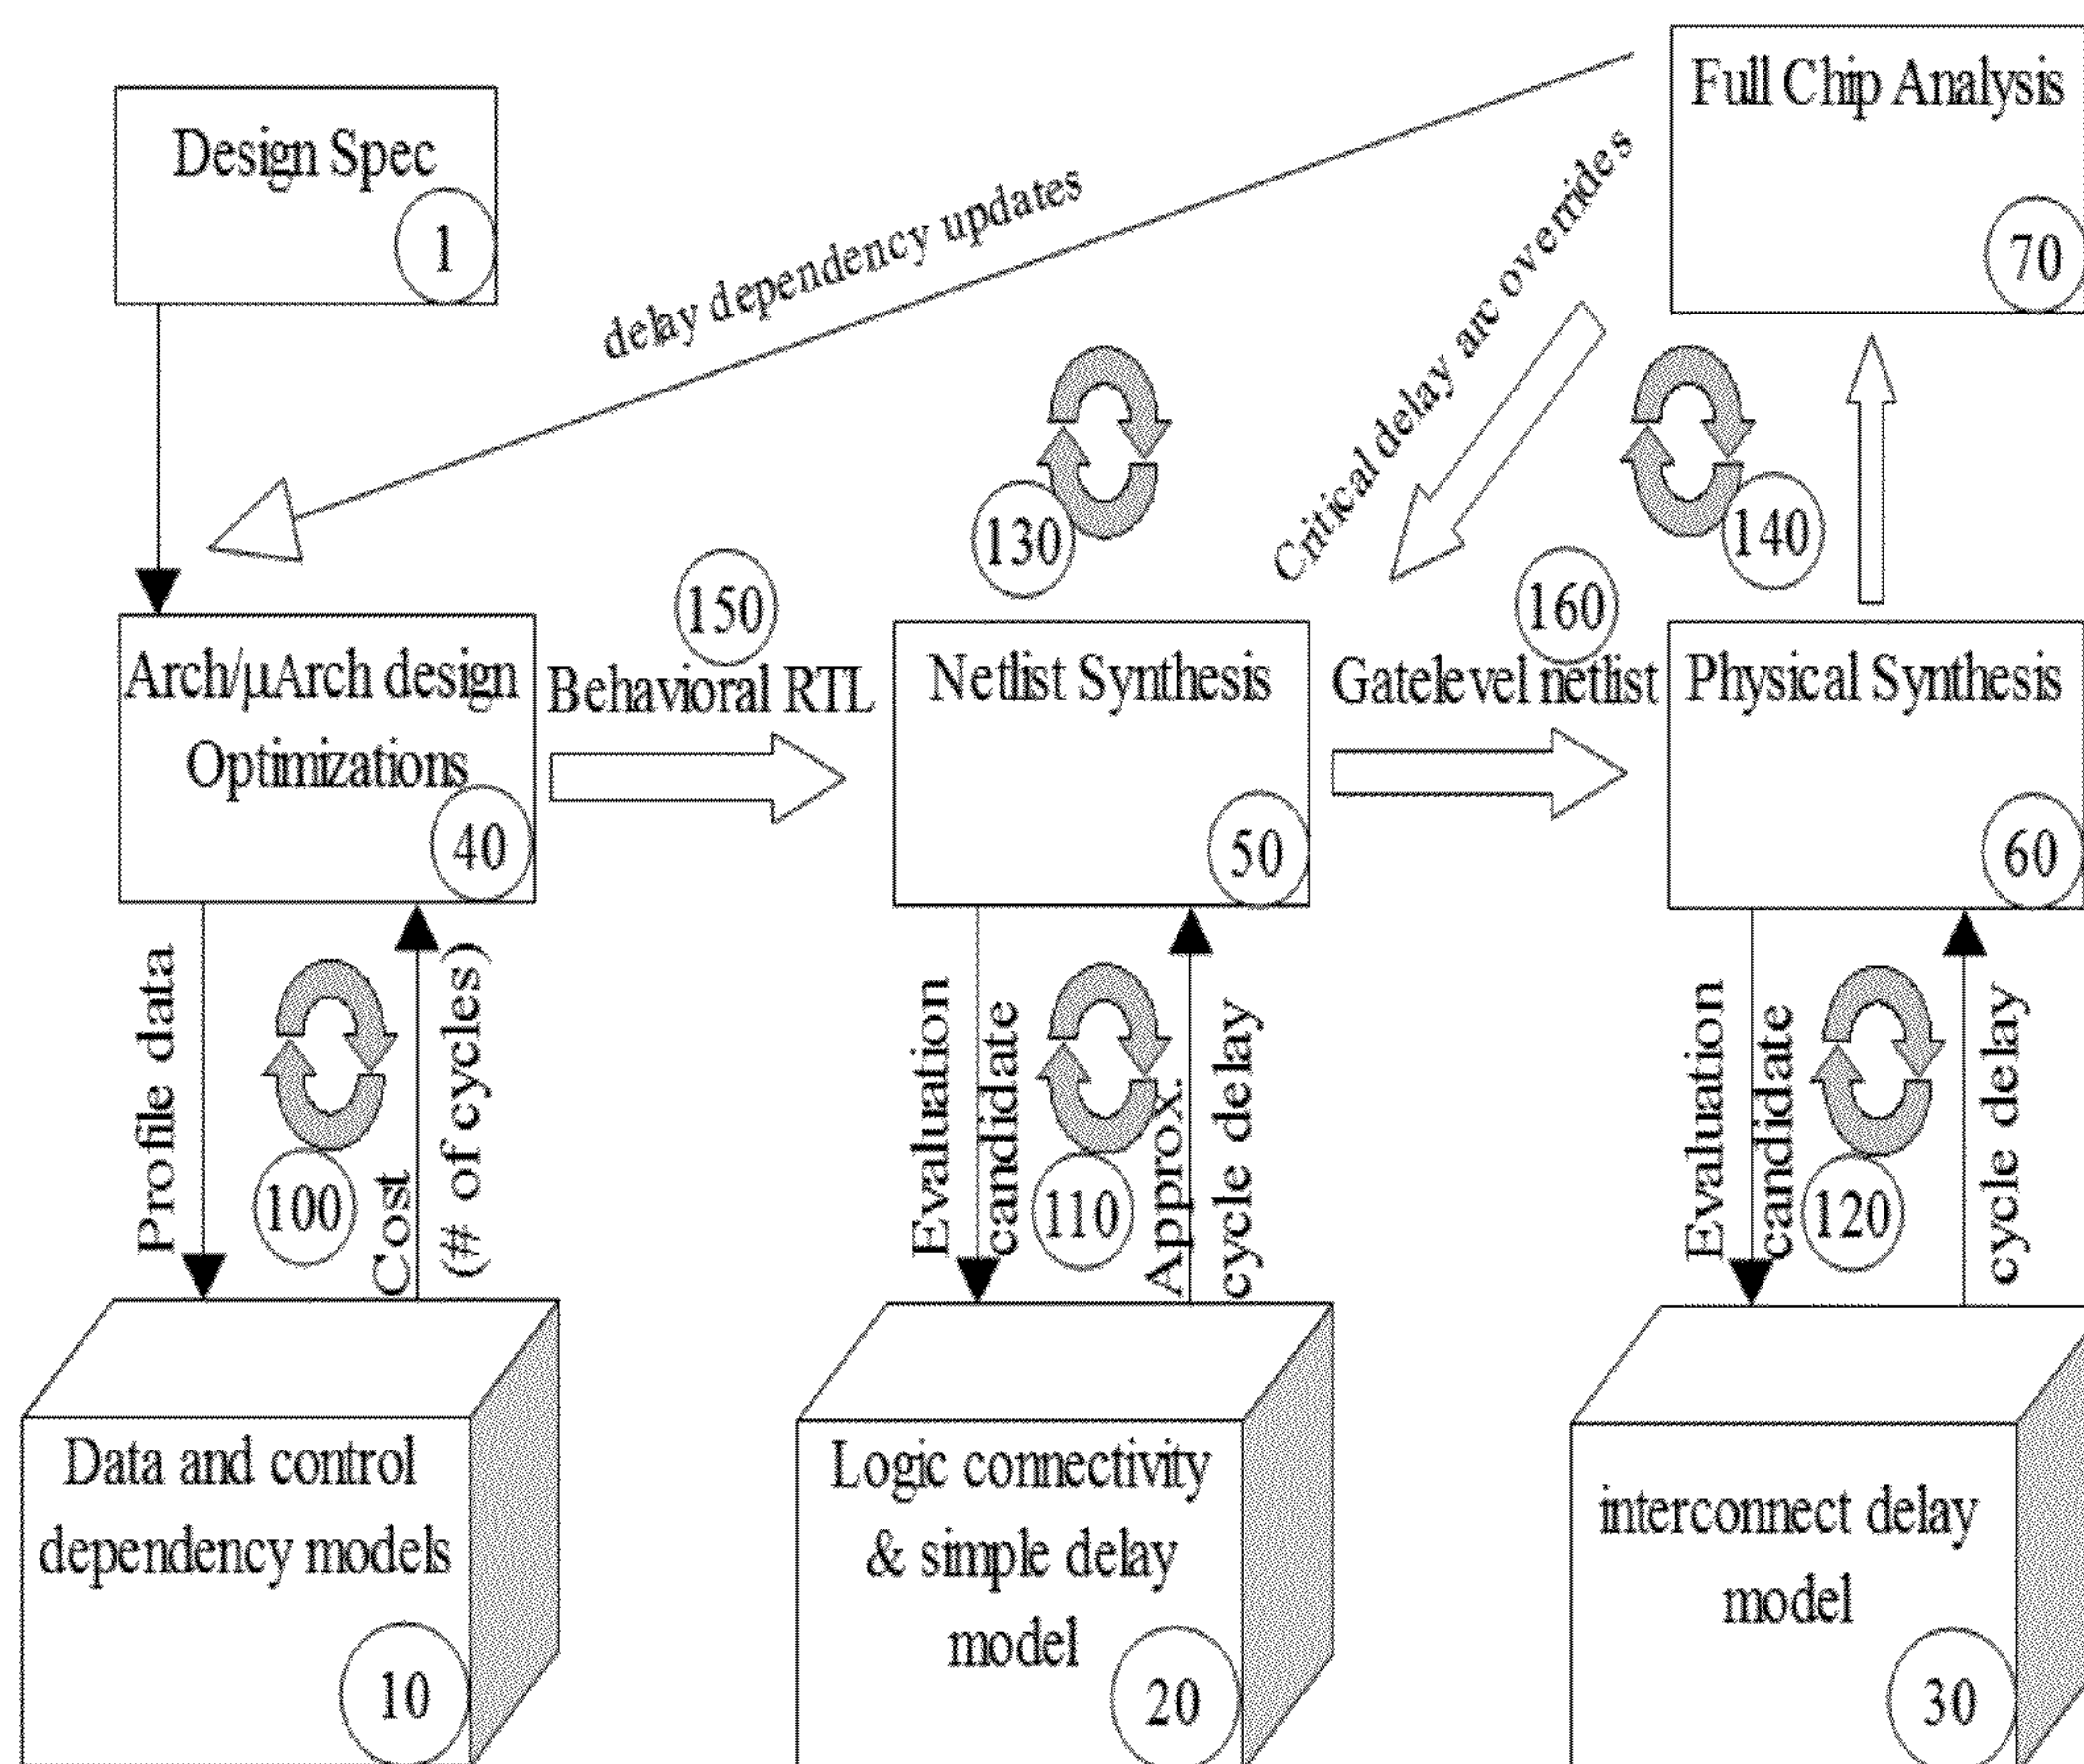 Full Chip Analysis
70
Design Spec
1
delay dependency updates
Critical delay arc overrides
130
140
150
160
Arch/μArch design
Optimizations
40
Behavioral RTL
Netlist Synthesis
50
Gatelevel netlist
Physical Synthesis
60
Profile data
100
Cost
(# of cycles)
Evaluation
candidate
110
Approx.
cycle delay
Evaluation
candidate
120
cycle delay
Data and control
dependency models
10
Logic connectivity
& simple delay
model
20
interconnect delay
model
30